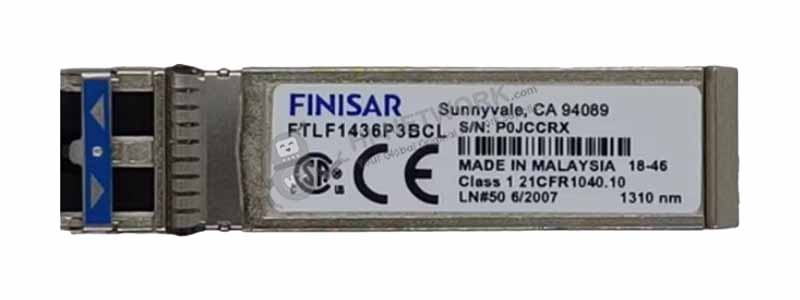 FINISAR
Sunnyvale, CA 94089
FTLF1436P3BCL
S/N: P0JCCRX
MADE IN MALAYSIA 18-46
Class 1 21CFR1040.10
LN#50 6/2007 1310 nm
CE